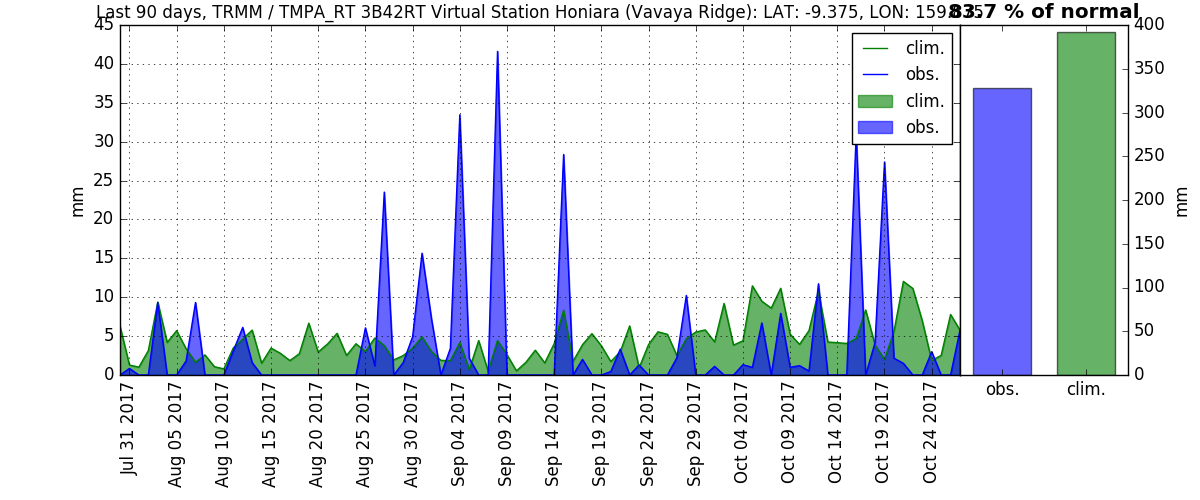 Last 90 days, TRMM / TMPA_RT 3B42RT Virtual Station Honiara (Vavaya Ridge): LAT: -9.375, LON:
83.7 % of normal
45
40
35
30
25
20
15
10
5
0
mm
clim.
obs.
clim.
obs.
Jul 31 2017
Aug 05 2017
Aug 10 2017
Aug 15 2017
Aug 20 2017
Aug 25 2017
Aug 30 2017
Sep 04 2017
Sep 09 2017
Sep 14 2017
Sep 19 2017
Sep 24 2017
Sep 29 2017
Oct 04 2017
Oct 09 2017
Oct 14 2017
Oct 19 2017
Oct 24 2017
400
350
300
250
200
150
100
50
0
mm
obs.
clim.